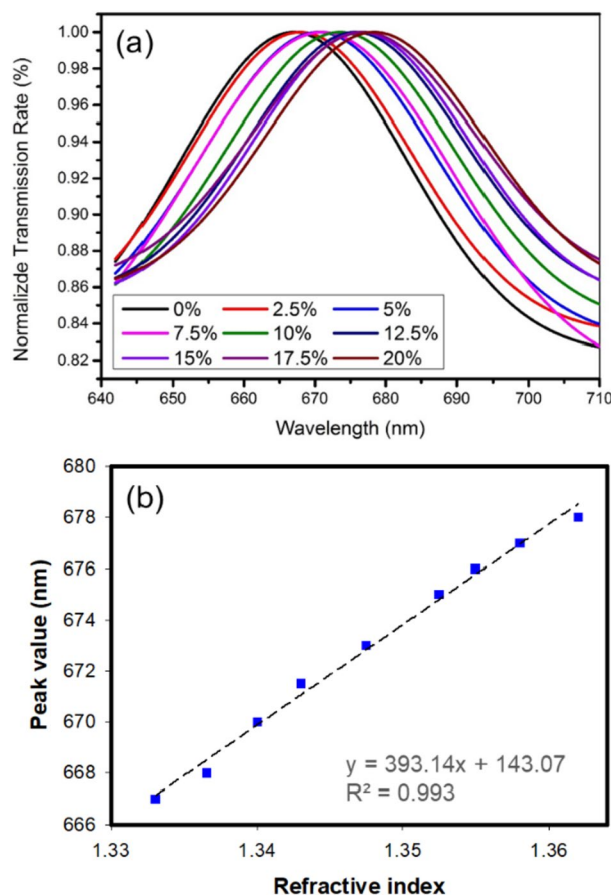 (a)
1.00
0.98
0.96
0.94
0.92
0.90
0.88
0.86
0.84
0.82
Normalizde Transmission Rate (%)
0% 2.5% 5%
7.5% 10% 12.5%
15% 17.5% 20%
640 650 660 670 680 690 700 710
Wavelength (nm)
(b)
680
678
676
674
672
670
668
666
Peak value (nm)
y = 393.14x + 143.07
R² = 0.993
1.33 1.34 1.35 1.36
Refractive index